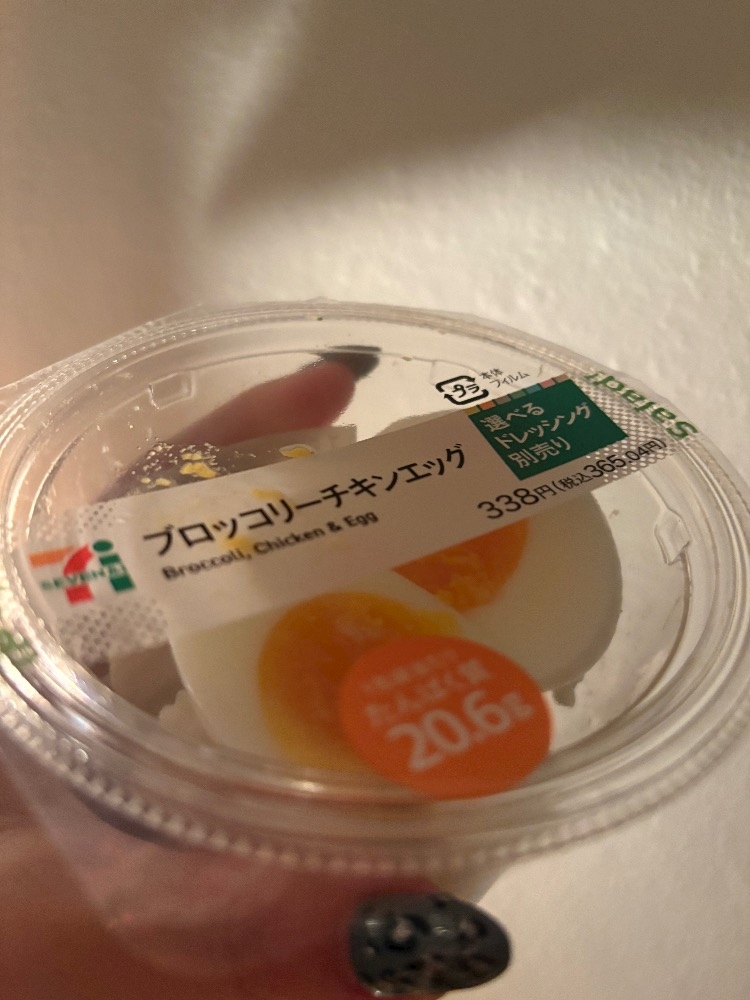 Salad
プラ
本体
フィルム
選べる
ドレッシング
別売り
ブロッコリーチキンエッグ
Broccoli, Chicken & Egg
338円(税込365.04円)
7
SEVEN
たんぱく質
20.6g